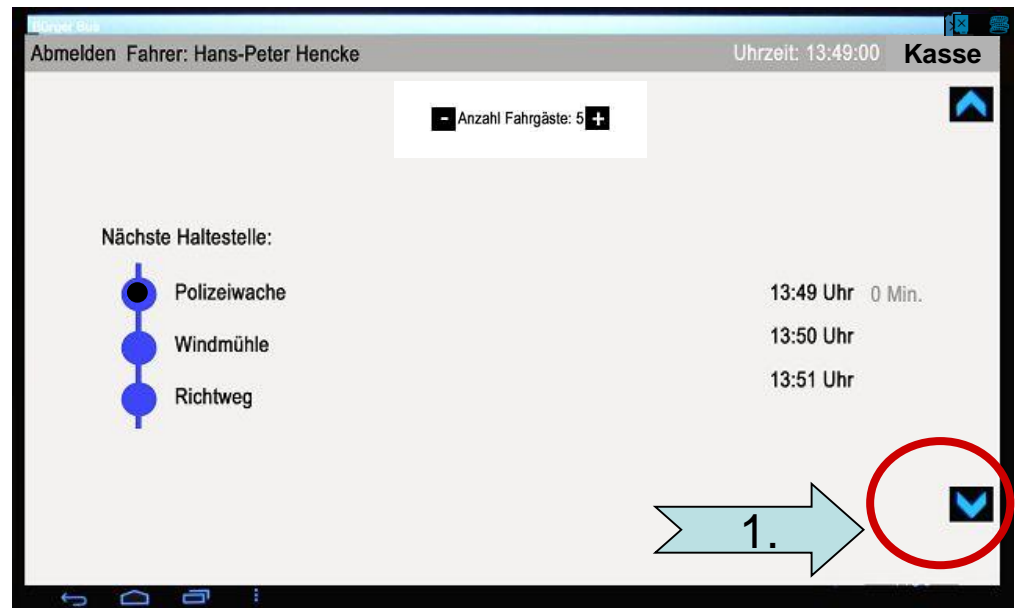 Bürger Bus
Abmelden Fahrer: Hans-Peter Hencke Uhrzeit: 13:49:00 Kasse
- Anzahl Fahrgäste: 5 +
Nächste Haltestelle:
Polizeiwache 13:49 Uhr 0 Min.
Windmühle 13:50 Uhr
Richtweg 13:51 Uhr
1.